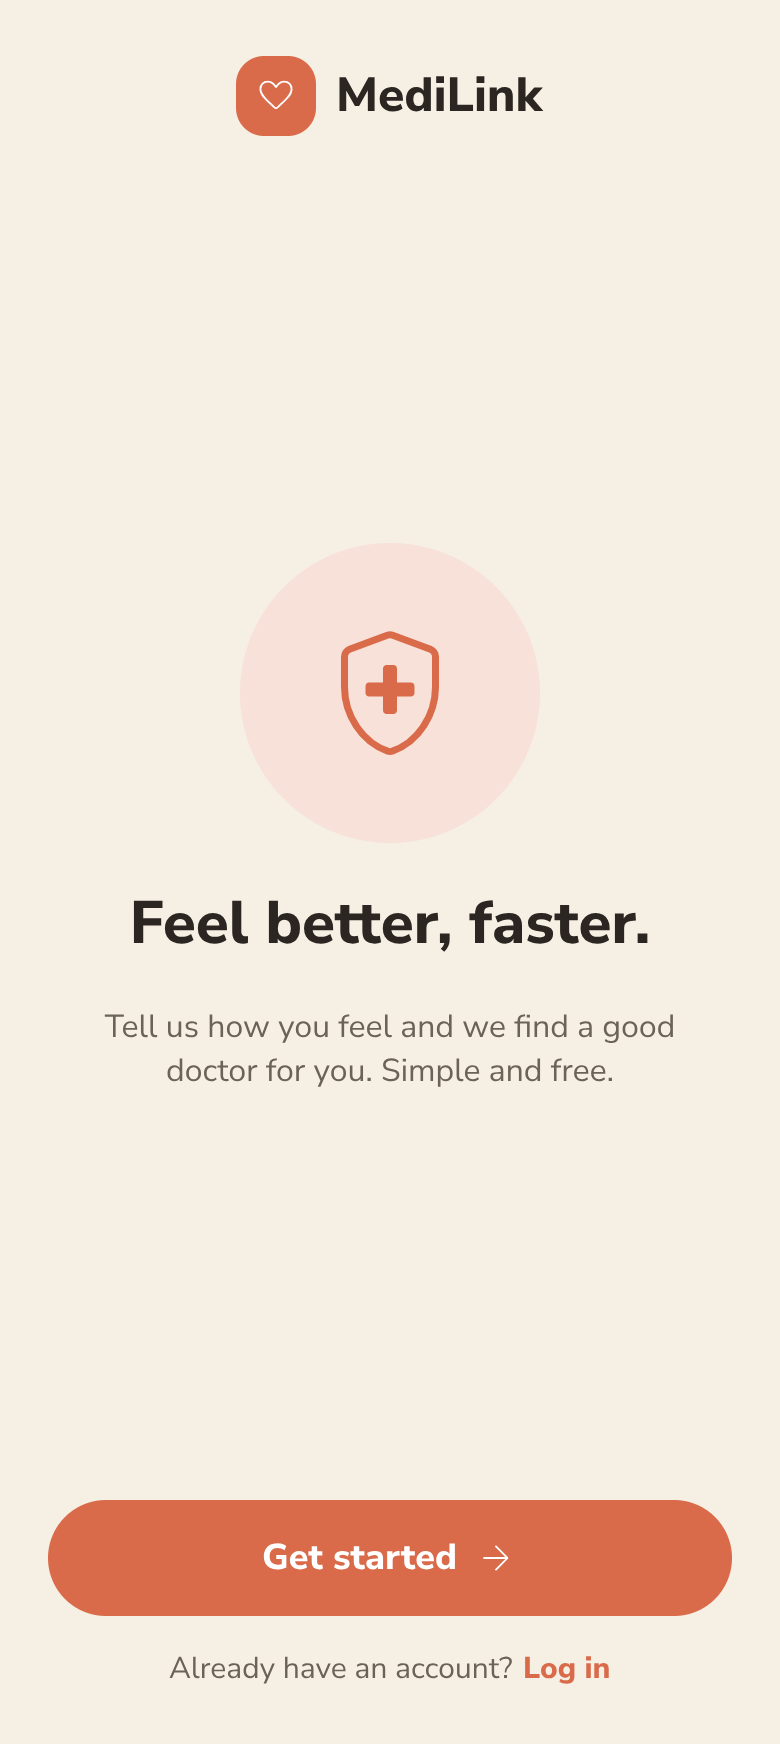 MediLink
Feel better, faster.
Tell us how you feel and we find a good
doctor for you. Simple and free.
Get started
Already have an account? Log in